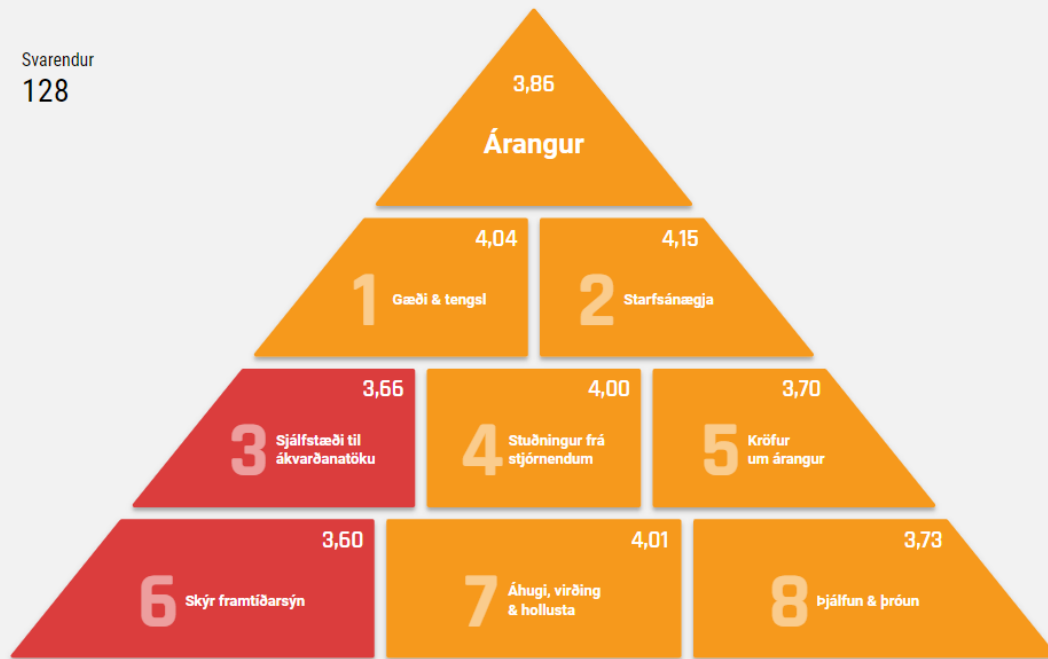 Svarendur
128
3,86
Árangur
4,04
1 Gæði & tengsl
4,15
2 Starfsánægja
3,66
3 Sjálfstæði til
ákvarðanatöku
4,00
4 Stuðningur frá
stjórnendum
3,70
5 Kröfur
um árangur
3,60
6 Skýr framtíðarsýn
4,01
7 Áhugi, virðing
& hollusta
3,73
8 Þjálfun & þróun